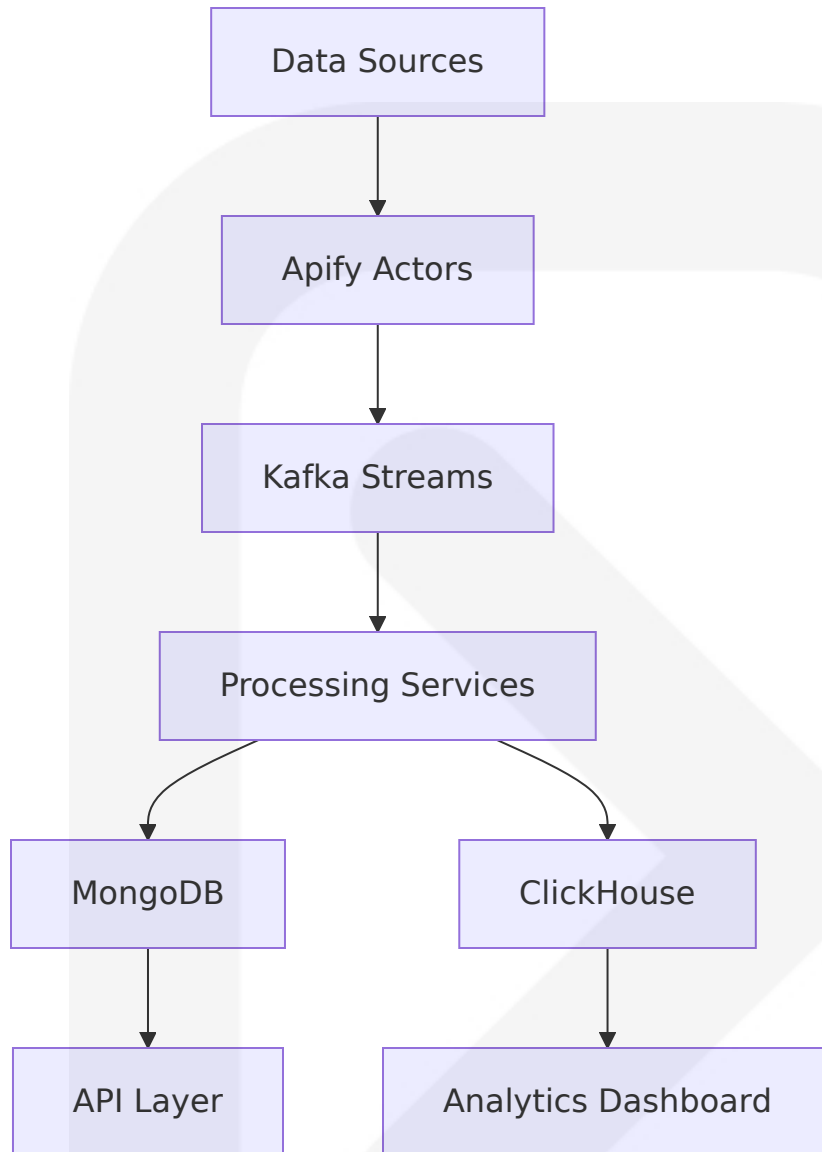 Data Sources
Apify Actors
Kafka Streams
Processing Services
MongoDB
ClickHouse
API Layer
Analytics Dashboard